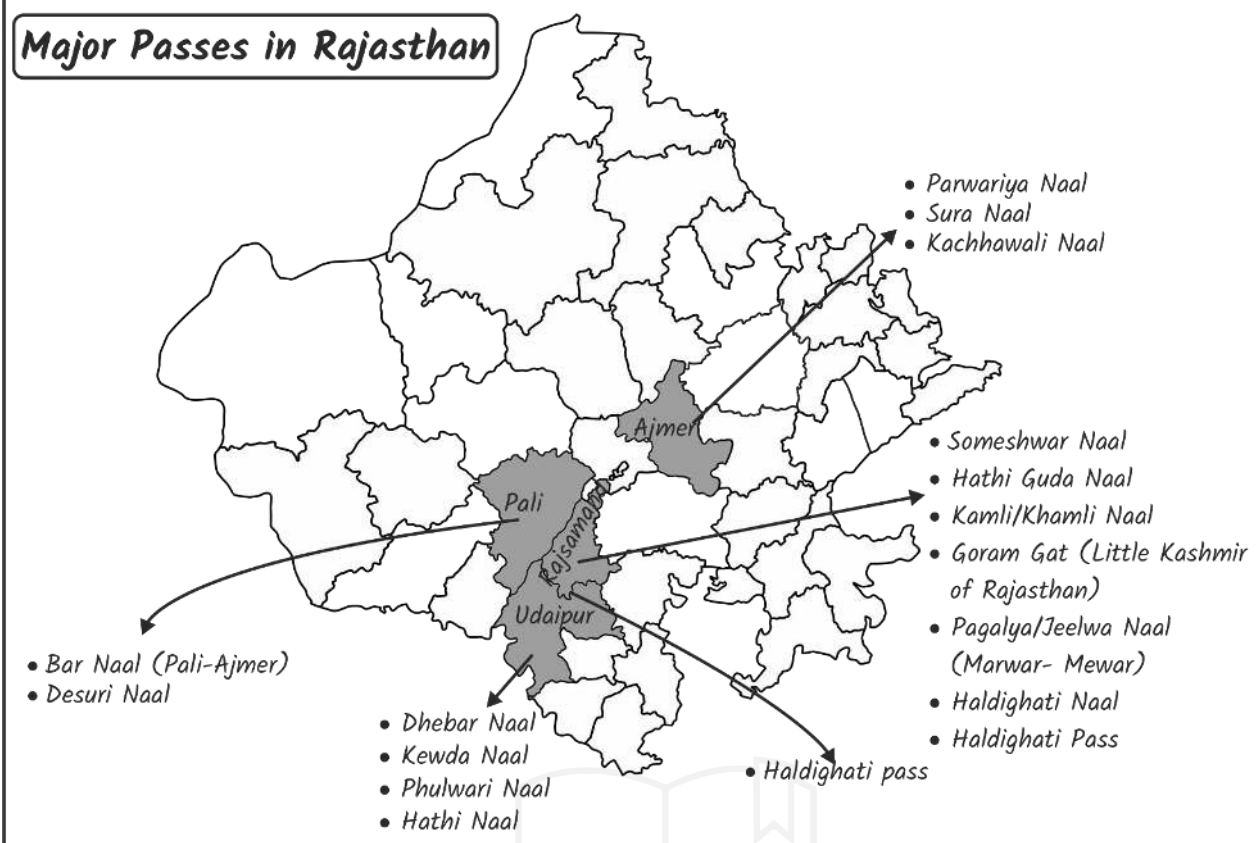 Major Passes in Rajasthan
• Parwariya Naal
• Sura Naal
• Kachhawali Naal
Ajmer
• Someshwar Naal
• Hathi Guda Naal
• Kamli/Khamli Naal
• Goram Gat (Little Kashmir
of Rajasthan)
• Pagalya/Jeelwa Naal
(Marwar- Mewar)
• Haldighati Naal
• Haldighati Pass
Pali
Rajsamand
Udaipur
• Bar Naal (Pali-Ajmer)
• Desuri Naal
• Dhebar Naal
• Kewda Naal
• Phulwari Naal
• Hathi Naal
• Haldighati pass